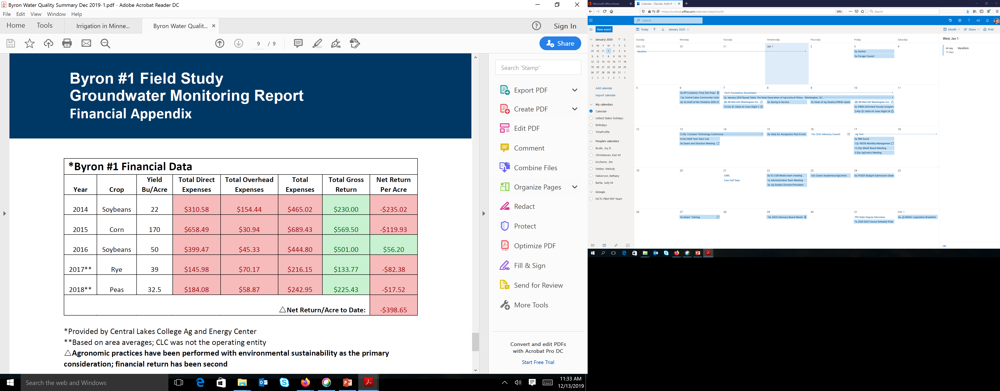 Byron Water Quality Summary Dec 2019-1.pdf - Adobe Acrobat Reader DC
File Edit View Window Help
Home Tools Irrigation in Minne... Byron Water Qualit... Sign In
9 / 9 Share
Byron #1 Field Study
Groundwater Monitoring Report
Financial Appendix
*Byron #1 Financial Data
Year Crop Yield Bu/Acre Total Direct Expenses Total Overhead Expenses Total Expenses Total Gross Return Net Return Per Acre
2014 Soybeans 22 $310.58 $154.44 $465.02 $230.00 -$235.02
2015 Corn 170 $658.49 $30.94 $689.43 $569.50 -$119.93
2016 Soybeans 50 $399.47 $45.33 $444.80 $501.00 $56.20
2017** Rye 39 $145.98 $70.17 $216.15 $133.77 -$82.38
2018** Peas 32.5 $184.08 $58.87 $242.95 $225.43 -$17.52
△Net Return/Acre to Date: -$398.65
*Provided by Central Lakes College Ag and Energy Center
**Based on area averages; CLC was not the operating entity
△Agronomic practices have been performed with environmental sustainability as the primary
consideration; financial return has been second
Search 'Stamp'
Export PDF
Create PDF
Edit PDF
Comment
Combine Files
Organize Pages
Redact
Protect
Optimize PDF
Fill & Sign
Send for Review
More Tools
Convert and edit PDFs
with Acrobat Pro DC
Start Free Trial
Search the web and Windows
11:33 AM
12/13/2019
Microsoft Office Home Calendar - Olander, Keith R - O
https://outlook.office.com/calendar/view/month 90% Search
Search
New event Today January 2020 Month Share Print
January 2020
S M T W T F S
29 30 31 1 2 3 4
5 6 7 8 9 10 11
12 13 14 15 16 17 18
19 20 21 22 23 24 25
26 27 28 29 30 31 1
2 3 4 5 6 7 8
Add calendar
Import calendar
My calendars
Calendar
United States holidays
Birthdays
TimeProfile
People's calendars
Bodin, Joy D
Christiansen, Kari M
Kocherer, Jim
Weber, Melody
Halverson, Bethany
Barka, Judy M
Groups
NCTC-FBM PEP-Team
Sunday Monday Tuesday Wednesday Thursday Friday Saturday
Dec 29 30 31 Jan 1 2 3 4
Vacation
8a Dentist
9a Forage Council
5 6 7 8 9 10 11
9a IFP Container: Final Site Prep/ Farm Foundation Roundtable
12p Central Lakes Community Colle 3p January 2020 Round Table: The Next Generation of Agricultural Policy - Washington, D.C.
4p 1st draft of the Tentative 2020-21 JW Marriott Washington D.C. 8a Spring In-Service 9a Dean of Ag Studies/VPASA Upda JW Marriott Washington D.C.
10:30a Delta Air Lines flight 1 6a FWM Unlimited Faculty Assignm
3:40p Delta Air Lines flight 24
12 13 14 15 16 17 18
5:30p Compeer Technology Conference 8a Hold for Aeroponics Pod Arrival 10a C2A3 Advisory Council Ag Tech
8:30a HASP Tech Team Call 9a PIM Sumit
9a Deans and Directors Meeting 12p VESTA Monthly Managemen
12:30p MAAE Board Meeting
5:30p AgCentric Meeting
19 20 21 22 23 24 25
CMIC 8a COE Media team meeting 10a Career Academies/AgCentric 6a FY2021 Budget Submission Dead
Cow-Calf Days 1p Administrative Team Meeting
3p Ag Studies Director/President
26 27 28 29 30 31 Feb 1
9a Deans' Training 10a SACE Advisory Board Meetin FFA State Degree Interviews 8a MAELC Legislative Breakfast
7a 2020-2021 Course Schedule Final
Wed, Jan 1
All day Vacation
10 days